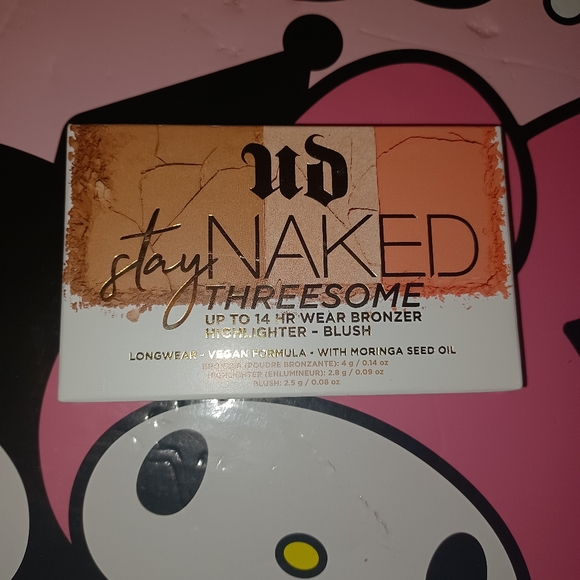 UD
stay NAKED
THREESOME
UP TO 14 HR WEAR BRONZER
HIGHLIGHTER - BLUSH
LONGWEAR - VEGAN FORMULA - WITH MORINGA SEED OIL
BRONZER (POUDRE BRONZANTE): 4 g / 0.14 oz
HIGHLIGHTER (ENLUMINEUR): 2.8 g / 0.09 oz
BLUSH: 2.5 g / 0.08 oz